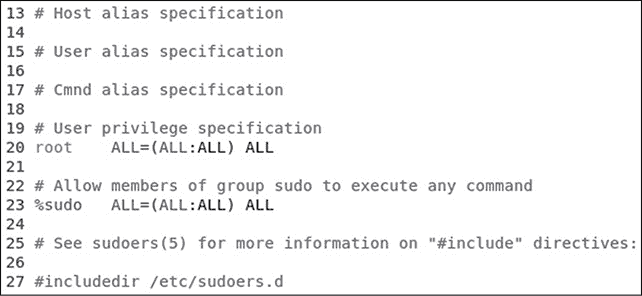 13 # Host alias specification
14
15 # User alias specification
16
17 # Cmnd alias specification
18
19 # User privilege specification
20 root    ALL=(ALL:ALL) ALL
21
22 # Allow members of group sudo to execute any command
23 %sudo   ALL=(ALL:ALL) ALL
24
25 # See sudoers(5) for more information on "#include" directives:
26
27 #includedir /etc/sudoers.d